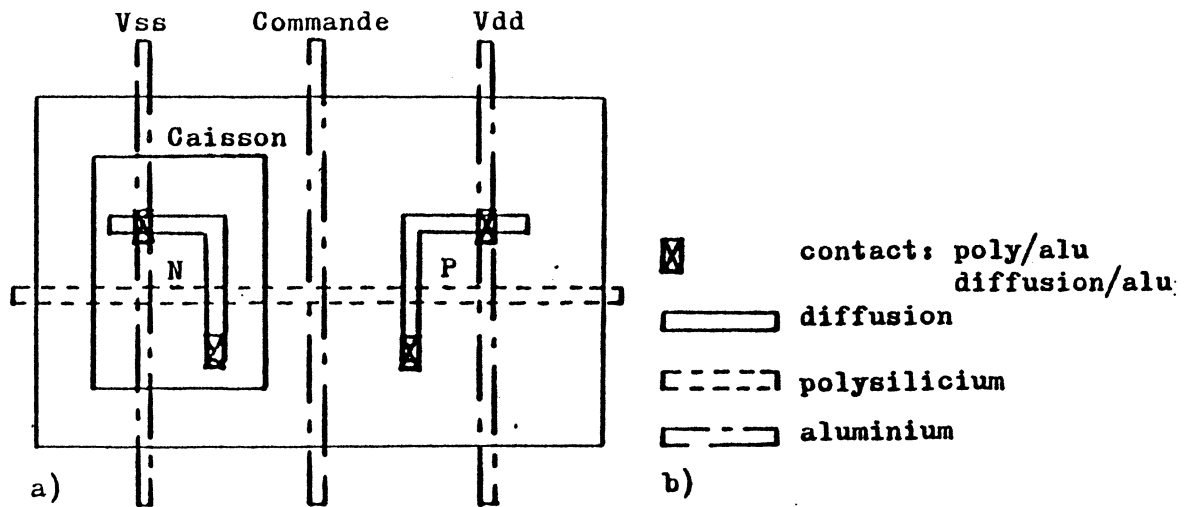 Vss Commande Vdd
Caisson
N P
contact: poly/alu
diffusion/alu
diffusion
polysilicium
aluminium
a) b)